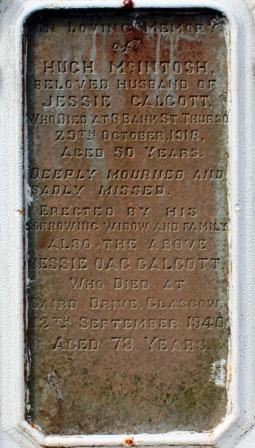 IN LOVING MEMORY
of
HUGH MCINTOSH,
BELOVED HUSBAND OF
JESSIE CALCOTT,
WHO DIED AT 8 BANK ST. THURSO
29TH OCTOBER, 1918,
AGED 50 YEARS.
DEEPLY MOURNED AND
SADLY MISSED.
ERECTED BY HIS
SORROWING WIDOW AND FAMILY
ALSO THE ABOVE
JESSIE OAG CALCOTT,
WHO DIED AT
BAIRD DRIVE, GLASGOW,
12TH SEPTEMBER 1940
AGED 73 YEARS